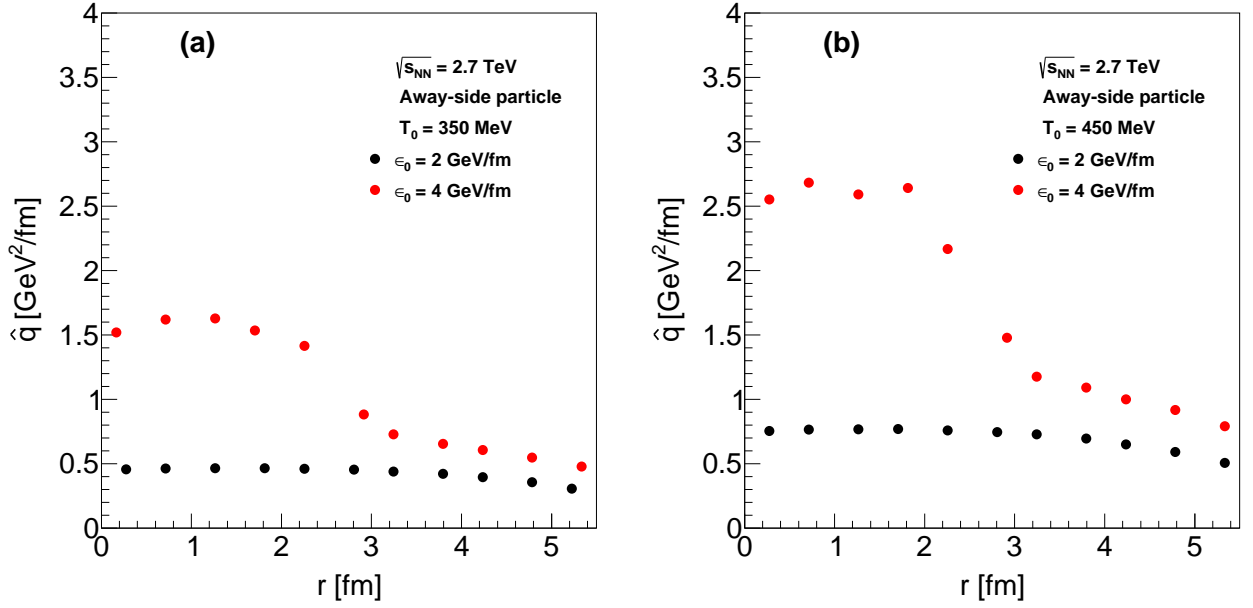 (a)
√s_NN = 2.7 TeV
Away-side particle
T_0 = 350 MeV
ϵ_0 = 2 GeV/fm
ϵ_0 = 4 GeV/fm
q̂ [GeV²/fm]
4
3.5
3
2.5
2
1.5
1
0.5
0
0 1 2 3 4 5
r [fm]
(b)
√s_NN = 2.7 TeV
Away-side particle
T_0 = 450 MeV
ϵ_0 = 2 GeV/fm
ϵ_0 = 4 GeV/fm
q̂ [GeV²/fm]
4
3.5
3
2.5
2
1.5
1
0.5
0
0 1 2 3 4 5
r [fm]